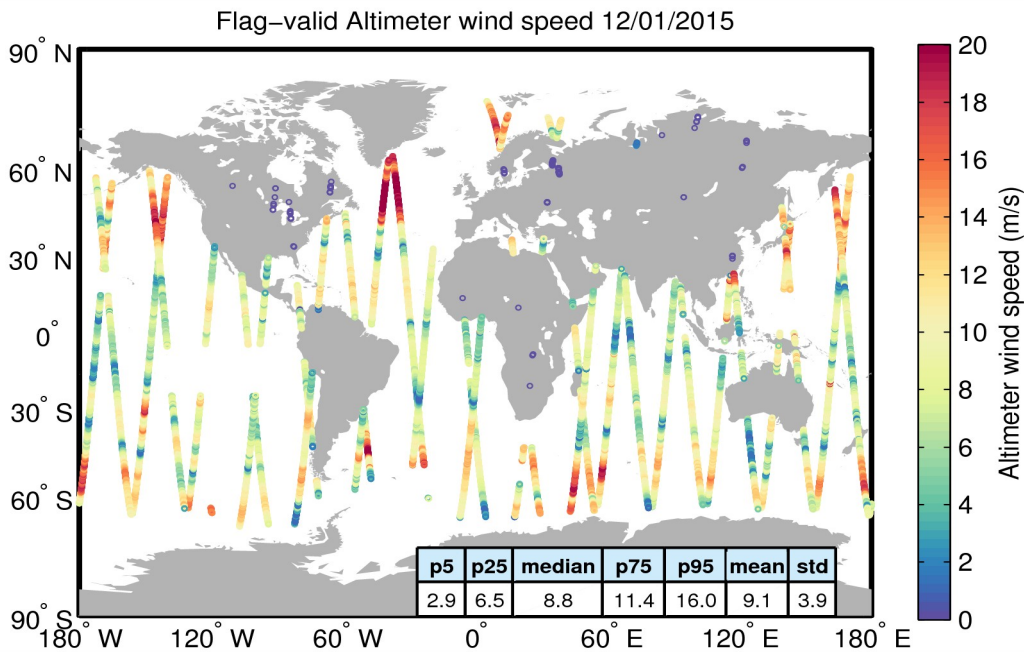 Flag−valid Altimeter wind speed 12/01/2015
90° N
60° N
30° N
0°
30° S
60° S
90° S
180° W
120° W
60° W
0°
60° E
120° E
180° E
p5 p25 median p75 p95 mean std
2.9 6.5 8.8 11.4 16.0 9.1 3.9
20
18
16
14
12
10
8
6
4
2
0
Altimeter wind speed (m/s)